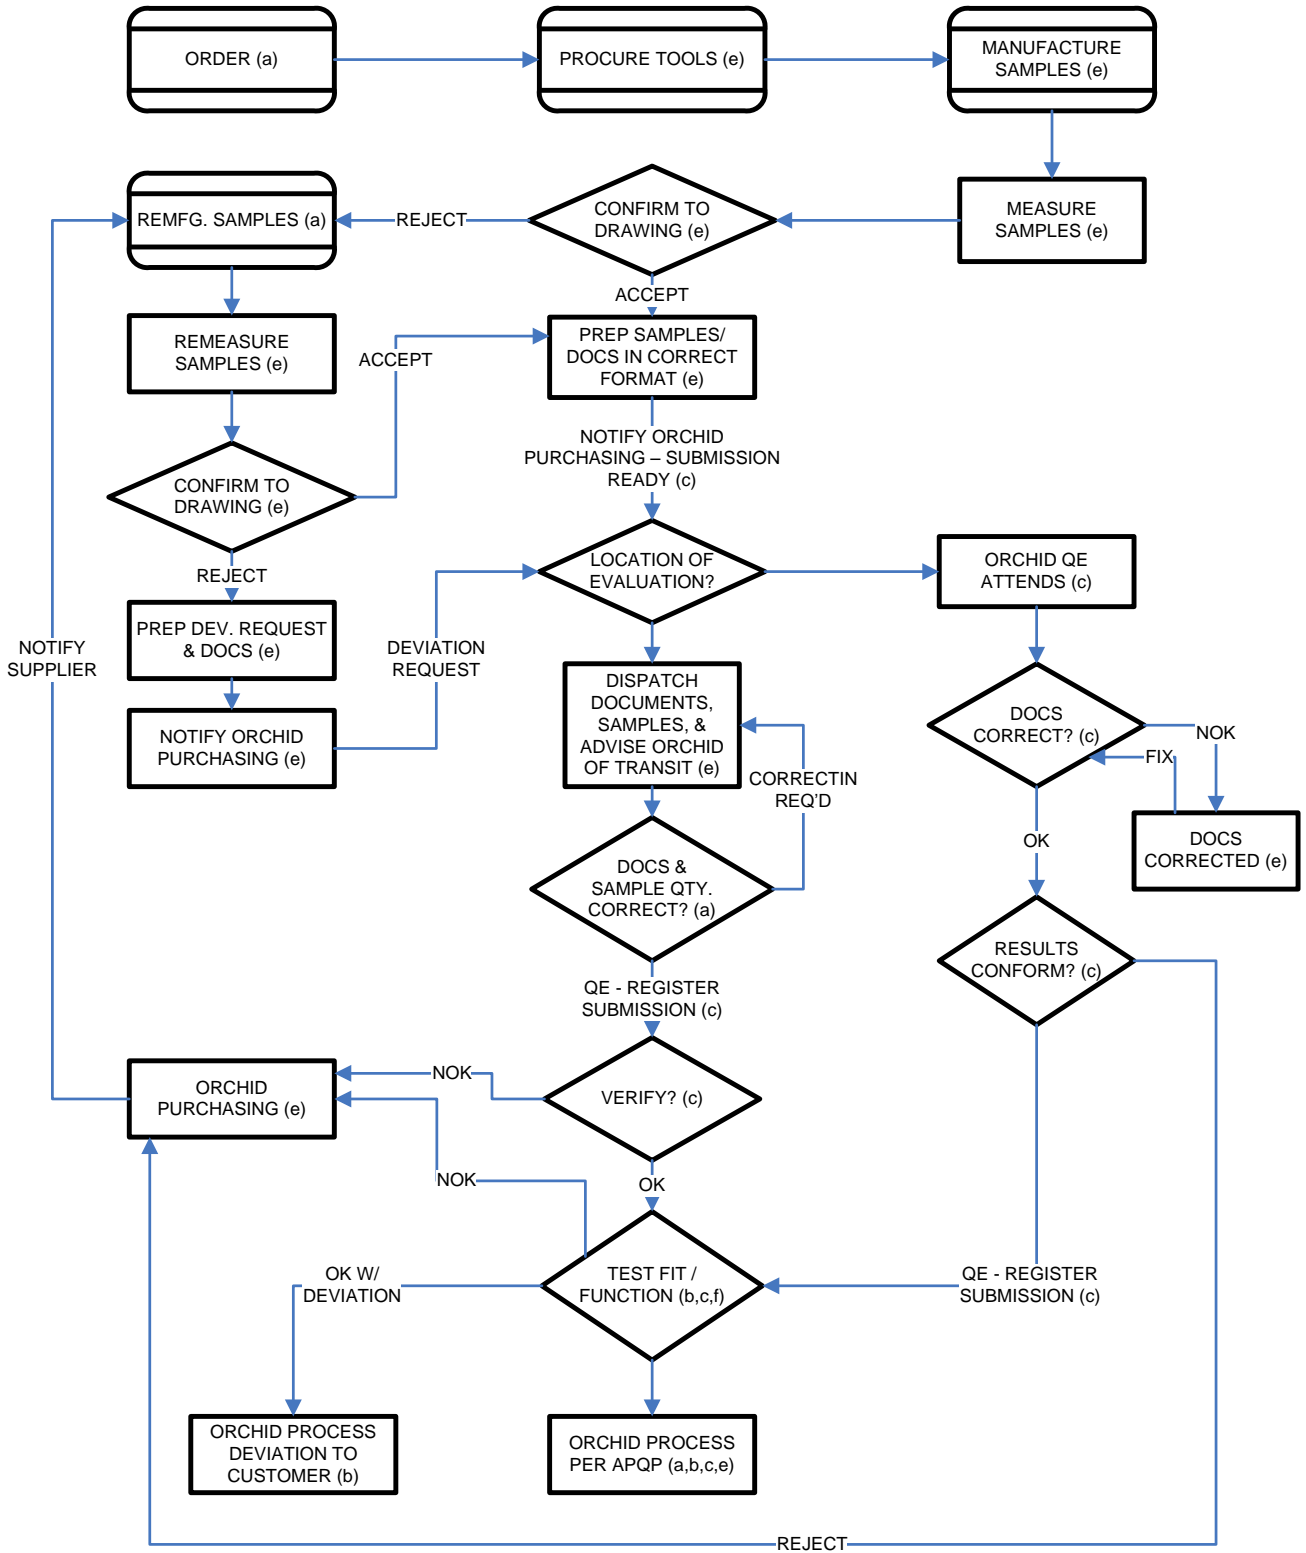 ORDER (a)
PROCURE TOOLS (e)
MANUFACTURE
SAMPLES (e)
REMFG. SAMPLES (a)
REJECT
CONFIRM TO
DRAWING (e)
MEASURE
SAMPLES (e)
ACCEPT
REMEASURE
SAMPLES (e)
ACCEPT
PREP SAMPLES/
DOCS IN CORRECT
FORMAT (e)
NOTIFY ORCHID
PURCHASING – SUBMISSION
READY (c)
CONFIRM TO
DRAWING (e)
REJECT
LOCATION OF
EVALUATION?
ORCHID QE
ATTENDS (c)
NOTIFY
SUPPLIER
PREP DEV. REQUEST
& DOCS (e)
DEVIATION
REQUEST
NOTIFY ORCHID
PURCHASING (e)
DISPATCH
DOCUMENTS,
SAMPLES, &
ADVISE ORCHID
OF TRANSIT (e)
CORRECTIN
REQ'D
DOCS
CORRECT? (c)
NOK
FIX
DOCS
CORRECTED (e)
OK
DOCS &
SAMPLE QTY.
CORRECT? (a)
RESULTS
CONFORM? (c)
QE - REGISTER
SUBMISSION (c)
ORCHID
PURCHASING (e)
NOK
VERIFY? (c)
NOK
OK
OK W/
DEVIATION
TEST FIT /
FUNCTION (b,c,f)
QE - REGISTER
SUBMISSION (c)
ORCHID PROCESS
DEVIATION TO
CUSTOMER (b)
ORCHID PROCESS
PER APQP (a,b,c,e)
REJECT